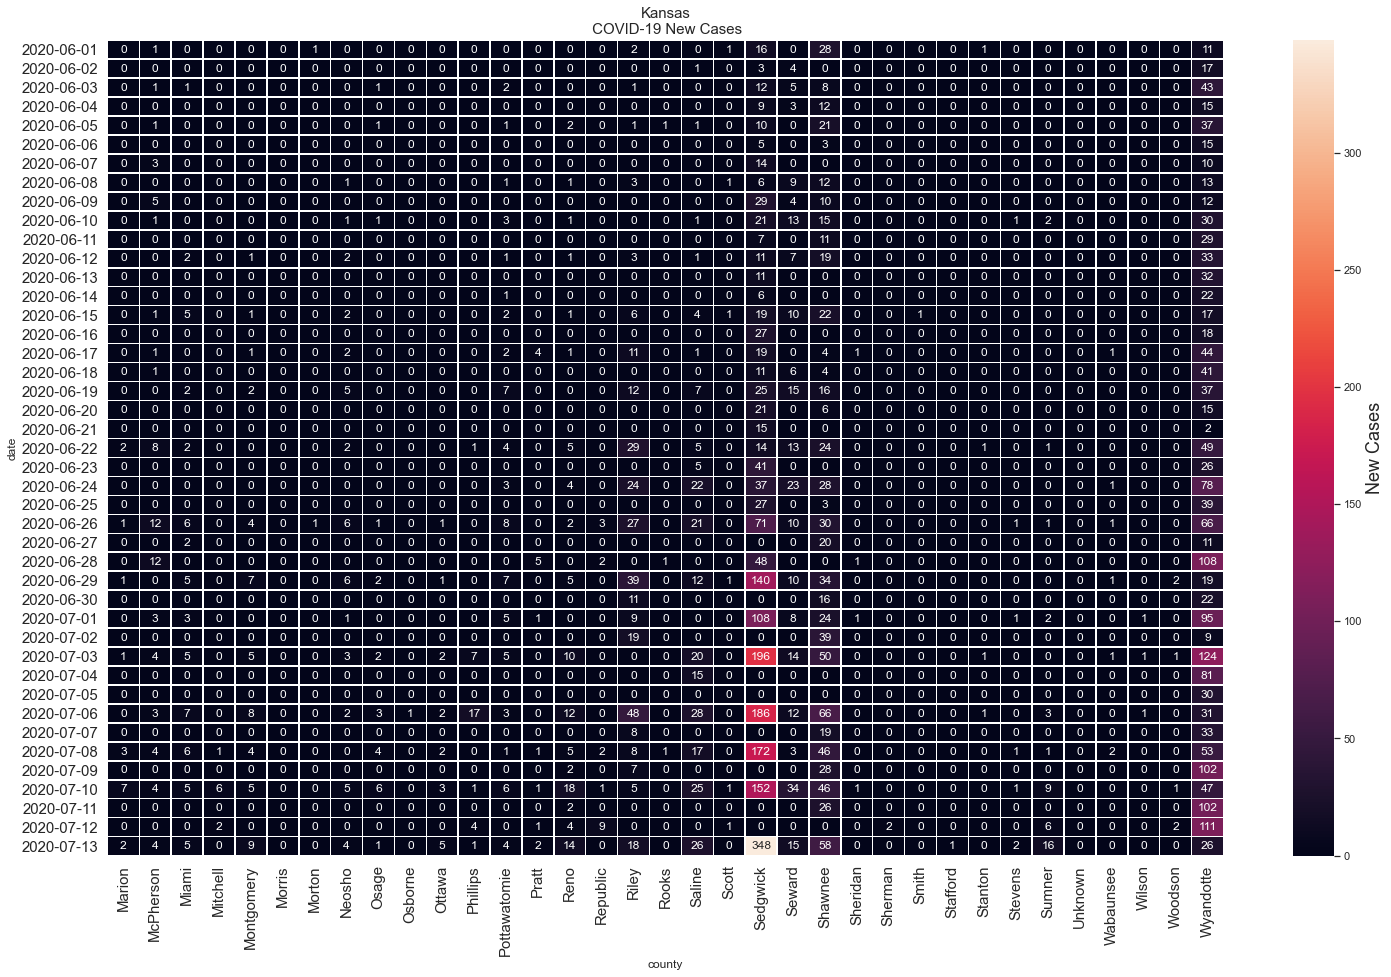 Kansas
COVID-19 New Cases
2020-06-01 0 1 0 0 0 0 1 0 0 0 0 0 0 0 0 0 2 0 0 1 16 0 28 0 0 0 0 1 0 0 0 0 0 0 11
2020-06-02 0 0 0 0 0 0 0 0 0 0 0 0 0 0 0 0 0 0 1 0 3 4 0 0 0 0 0 0 0 0 0 0 0 0 17
2020-06-03 0 1 1 0 0 0 0 0 1 0 0 0 2 0 0 0 1 0 0 0 12 5 8 0 0 0 0 0 0 0 0 0 0 0 43
2020-06-04 0 0 0 0 0 0 0 0 0 0 0 0 0 0 0 0 0 0 0 0 9 3 12 0 0 0 0 0 0 0 0 0 0 0 15
2020-06-05 0 1 0 0 0 0 0 0 1 0 0 0 1 0 2 0 1 1 1 0 10 0 21 0 0 0 0 0 0 0 0 0 0 0 37
2020-06-06 0 0 0 0 0 0 0 0 0 0 0 0 0 0 0 0 0 0 0 0 5 0 3 0 0 0 0 0 0 0 0 0 0 0 15
2020-06-07 0 3 0 0 0 0 0 0 0 0 0 0 0 0 0 0 0 0 0 0 14 0 0 0 0 0 0 0 0 0 0 0 0 0 10
2020-06-08 0 0 0 0 0 0 0 1 0 0 0 0 1 0 1 0 3 0 0 1 6 9 12 0 0 0 0 0 0 0 0 0 0 0 13
2020-06-09 0 5 0 0 0 0 0 0 0 0 0 0 0 0 0 0 0 0 0 0 29 4 10 0 0 0 0 0 0 0 0 0 0 0 12
2020-06-10 0 1 0 0 0 0 0 1 1 0 0 0 3 0 1 0 0 0 1 0 21 13 15 0 0 0 0 0 1 2 0 0 0 0 30
2020-06-11 0 0 0 0 0 0 0 0 0 0 0 0 0 0 0 0 0 0 0 0 7 0 11 0 0 0 0 0 0 0 0 0 0 0 29
2020-06-12 0 0 2 0 1 0 0 2 0 0 0 0 1 0 1 0 3 0 1 0 11 7 19 0 0 0 0 0 0 0 0 0 0 0 33
2020-06-13 0 0 0 0 0 0 0 0 0 0 0 0 0 0 0 0 0 0 0 0 11 0 0 0 0 0 0 0 0 0 0 0 0 0 32
2020-06-14 0 0 0 0 0 0 0 0 0 0 0 0 1 0 0 0 0 0 0 0 6 0 0 0 0 0 0 0 0 0 0 0 0 0 22
2020-06-15 0 1 5 0 1 0 0 2 0 0 0 0 2 0 1 0 6 0 4 1 19 10 22 0 0 1 0 0 0 0 0 0 0 0 17
2020-06-16 0 0 0 0 0 0 0 0 0 0 0 0 0 0 0 0 0 0 0 0 27 0 0 0 0 0 0 0 0 0 0 0 0 0 18
2020-06-17 0 1 0 0 1 0 0 2 0 0 0 0 2 4 1 0 11 0 1 0 19 0 4 1 0 0 0 0 0 0 0 1 0 0 44
2020-06-18 0 1 0 0 0 0 0 0 0 0 0 0 0 0 0 0 0 0 0 0 11 6 4 0 0 0 0 0 0 0 0 0 0 0 41
2020-06-19 0 0 2 0 2 0 0 5 0 0 0 0 7 0 0 0 12 0 7 0 25 15 16 0 0 0 0 0 0 0 0 0 0 0 37
2020-06-20 0 0 0 0 0 0 0 0 0 0 0 0 0 0 0 0 0 0 0 0 21 0 6 0 0 0 0 0 0 0 0 0 0 0 15
2020-06-21 0 0 0 0 0 0 0 0 0 0 0 0 0 0 0 0 0 0 0 0 15 0 0 0 0 0 0 0 0 0 0 0 0 0 2
2020-06-22 2 8 2 0 0 0 0 2 0 0 0 1 4 0 5 0 29 0 5 0 14 13 24 0 0 0 0 1 0 1 0 0 0 0 49
2020-06-23 0 0 0 0 0 0 0 0 0 0 0 0 0 0 0 0 0 0 5 0 41 0 0 0 0 0 0 0 0 0 0 0 0 0 26
2020-06-24 0 0 0 0 0 0 0 0 0 0 0 0 3 0 4 0 24 0 22 0 37 23 28 0 0 0 0 0 0 0 0 1 0 0 78
2020-06-25 0 0 0 0 0 0 0 0 0 0 0 0 0 0 0 0 0 0 0 0 27 0 3 0 0 0 0 0 0 0 0 0 0 0 39
2020-06-26 1 12 6 0 4 0 1 6 1 0 1 0 8 0 2 3 27 0 21 0 71 10 30 0 0 0 0 0 1 1 0 1 0 0 66
2020-06-27 0 0 2 0 0 0 0 0 0 0 0 0 0 0 0 0 0 0 0 0 0 0 20 0 0 0 0 0 0 0 0 0 0 0 11
2020-06-28 0 12 0 0 0 0 0 0 0 0 0 0 0 5 0 2 0 1 0 0 48 0 0 1 0 0 0 0 0 0 0 0 0 0 108
2020-06-29 1 0 5 0 7 0 0 6 2 0 1 0 7 0 5 0 39 0 12 1 140 10 34 0 0 0 0 0 0 0 0 1 0 2 19
2020-06-30 0 0 0 0 0 0 0 0 0 0 0 0 0 0 0 0 11 0 0 0 0 0 16 0 0 0 0 0 0 0 0 0 0 0 22
2020-07-01 0 3 3 0 0 0 0 1 0 0 0 0 5 1 0 0 9 0 0 0 108 8 24 1 0 0 0 0 1 2 0 0 1 0 95
2020-07-02 0 0 0 0 0 0 0 0 0 0 0 0 0 0 0 0 19 0 0 0 0 0 39 0 0 0 0 0 0 0 0 0 0 0 9
2020-07-03 1 4 5 0 5 0 0 3 2 0 2 7 5 0 10 0 0 0 20 0 196 14 50 0 0 0 0 1 0 0 0 1 1 1 124
2020-07-04 0 0 0 0 0 0 0 0 0 0 0 0 0 0 0 0 0 0 15 0 0 0 0 0 0 0 0 0 0 0 0 0 0 0 81
2020-07-05 0 0 0 0 0 0 0 0 0 0 0 0 0 0 0 0 0 0 0 0 0 0 0 0 0 0 0 0 0 0 0 0 0 0 30
2020-07-06 0 3 7 0 8 0 0 2 3 1 2 17 3 0 12 0 48 0 28 0 186 12 66 0 0 0 0 1 0 3 0 0 1 0 31
2020-07-07 0 0 0 0 0 0 0 0 0 0 0 0 0 0 0 0 8 0 0 0 0 0 19 0 0 0 0 0 0 0 0 0 0 0 33
2020-07-08 3 4 6 1 4 0 0 0 4 0 2 0 1 1 5 2 8 1 17 0 172 3 46 0 0 0 0 0 1 1 0 2 0 0 53
2020-07-09 0 0 0 0 0 0 0 0 0 0 0 0 0 0 2 0 7 0 0 0 0 0 28 0 0 0 0 0 0 0 0 0 0 0 102
2020-07-10 7 4 5 6 5 0 0 5 6 0 3 1 6 1 18 1 5 0 25 1 152 34 46 1 0 0 0 0 1 9 0 0 0 1 47
2020-07-11 0 0 0 0 0 0 0 0 0 0 0 0 0 0 2 0 0 0 0 0 0 0 26 0 0 0 0 0 0 0 0 0 0 0 102
2020-07-12 0 0 0 2 0 0 0 0 0 0 0 4 0 1 4 9 0 0 0 1 0 0 0 0 2 0 0 0 0 6 0 0 0 2 111
2020-07-13 2 4 5 0 9 0 0 4 1 0 5 1 4 2 14 0 18 0 26 0 348 15 58 0 0 0 1 0 2 16 0 0 0 0 26
date
Marion McPherson Miami Mitchell Montgomery Morris Morton Neosho Osage Osborne Ottawa Phillips Pottawatomie Pratt Reno Republic Riley Rooks Saline Scott Sedgwick Seward Shawnee Sheridan Sherman Smith Stafford Stanton Stevens Sumner Unknown Wabaunsee Wilson Woodson Wyandotte
county
300
250
200
150
100
50
0
New Cases